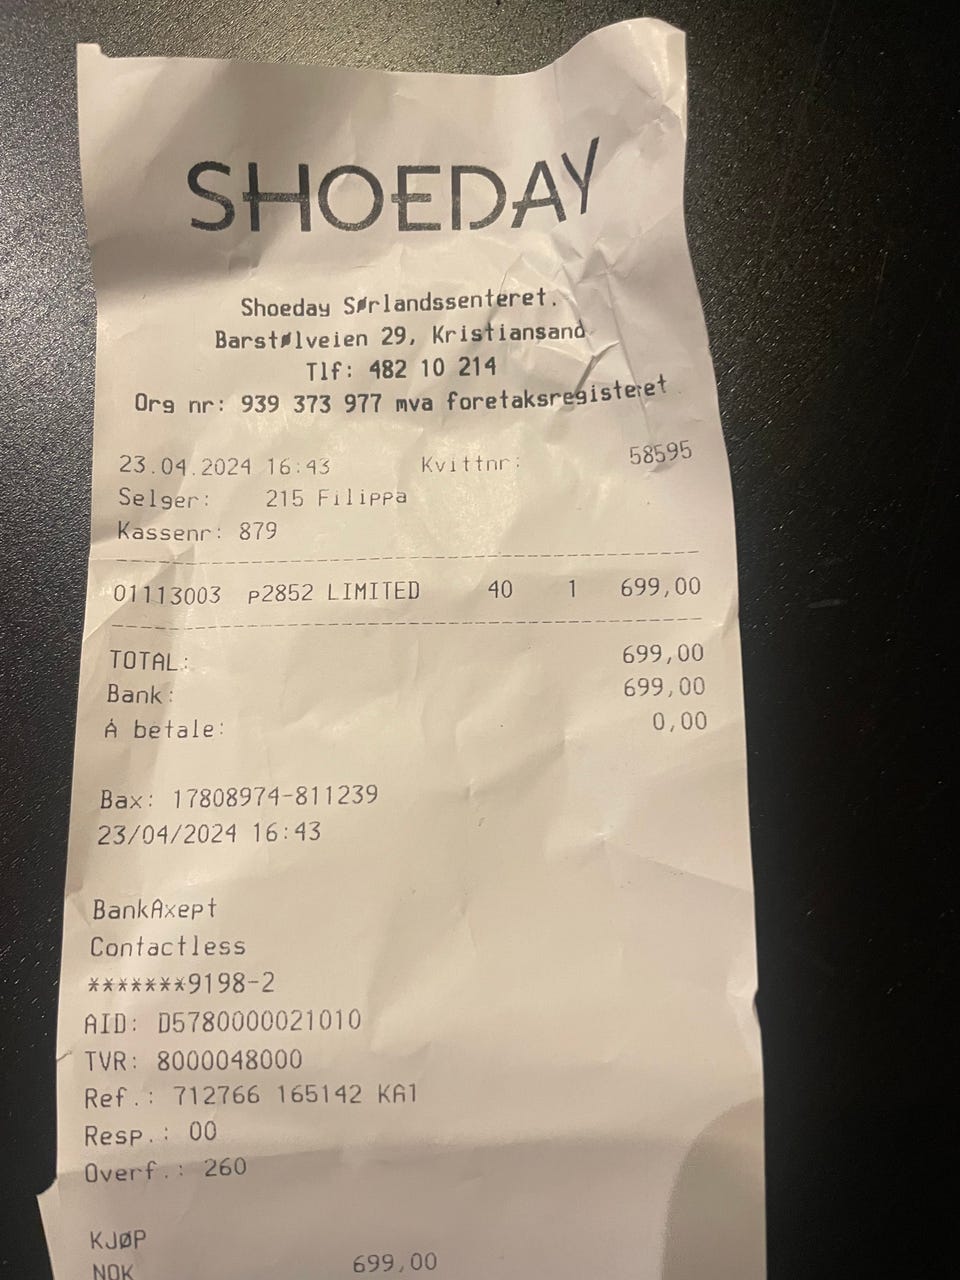 SHOEDAY
Shoeday Sørlandssenteret.
Barstølveien 29, Kristiansand
Tlf: 482 10 214
Org nr: 939 373 977 mva foretaksregisteret
23.04.2024 16:43 Kvittnr: 58595
Selger: 215 Filippa
Kassenr: 879
01113003 p2852 LIMITED 40 1 699,00
TOTAL: 699,00
Bank: 699,00
Å betale: 0,00
Bax: 17808974-811239
23/04/2024 16:43
BankAxept
Contactless
*******9198-2
AID: D5780000021010
TVR: 8000048000
Ref.: 712766 165142 KA1
Resp.: 00
Overf.: 260
KJØP
NOK 699,00